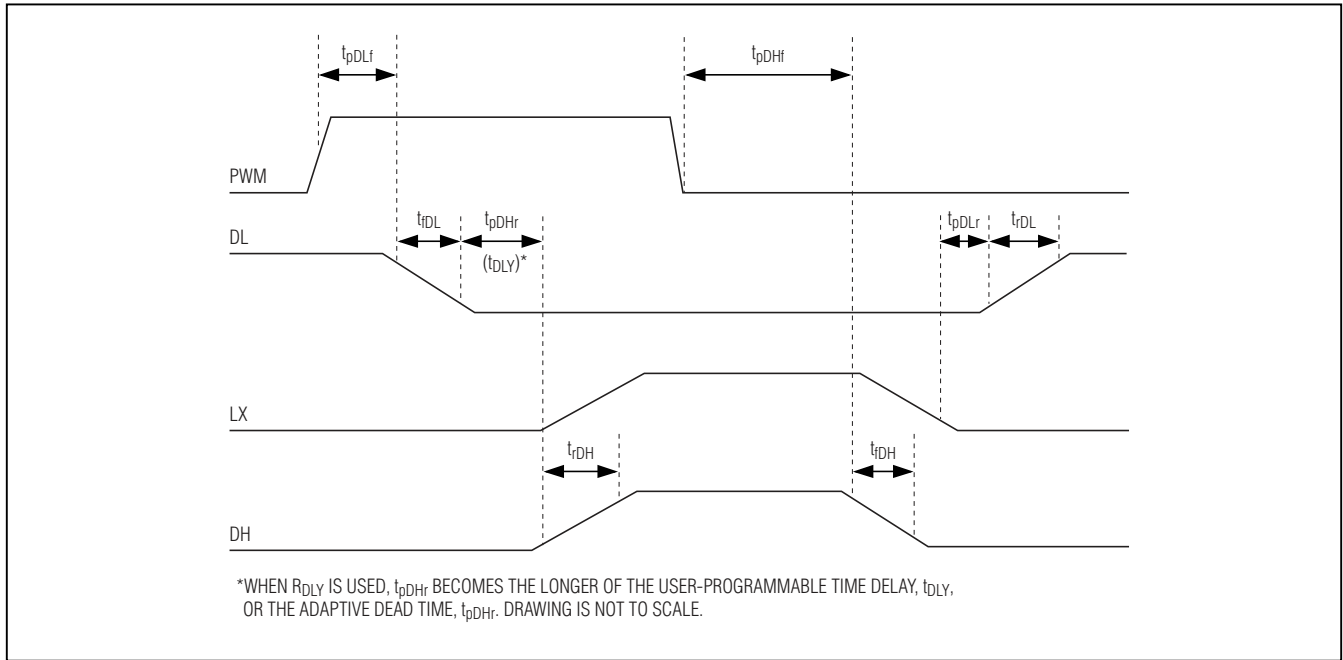 tpDLf
tpDHf
PWM
tfDL
tpDHr
tpDLr
trDL
DL
(tDLY)*
LX
trDH
tfDH
DH
*WHEN RDLY IS USED, tpDHr BECOMES THE LONGER OF THE USER-PROGRAMMABLE TIME DELAY, tDLY,
OR THE ADAPTIVE DEAD TIME, tpDHr. DRAWING IS NOT TO SCALE.